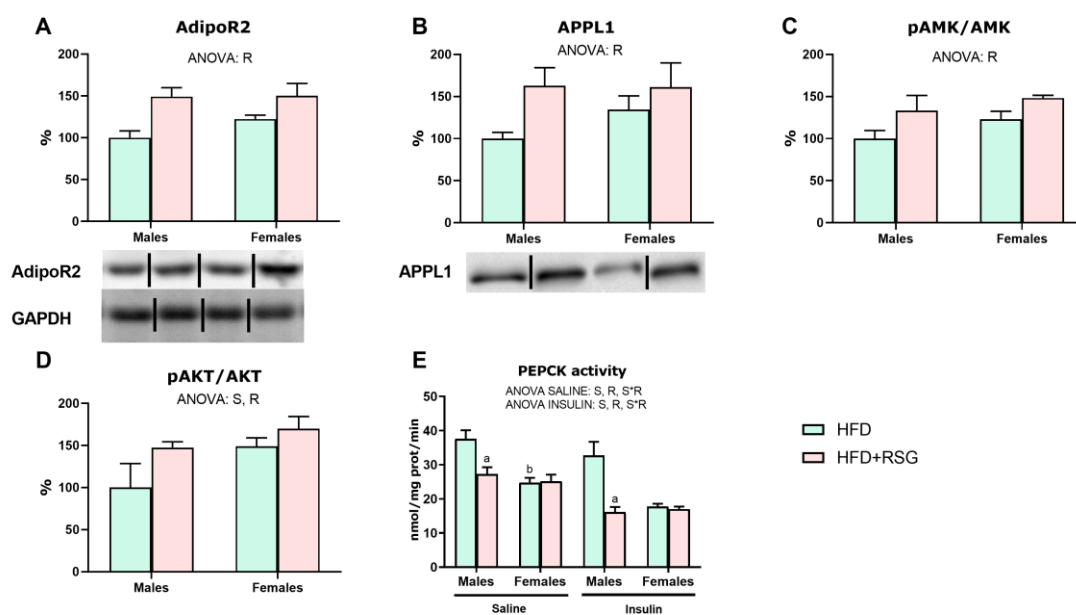 A
AdipoR2
ANOVA: R
200
150
100
50
0
%
Males
Females
AdipoR2
GAPDH
B
APPL1
ANOVA: R
200
150
100
50
0
%
Males
Females
APPL1
C
pAMK/AMK
ANOVA: R
200
150
100
50
0
%
Males
Females
D
pAKT/AKT
ANOVA: S, R
200
150
100
50
0
%
Males
Females
E
PEPCK activity
ANOVA SALINE: S, R, S*R
ANOVA INSULIN: S, R, S*R
50
40
30
20
10
0
nmol/mg prot/min
a
b
a
Males
Females
Males
Females
Saline
Insulin
HFD
HFD+RSG